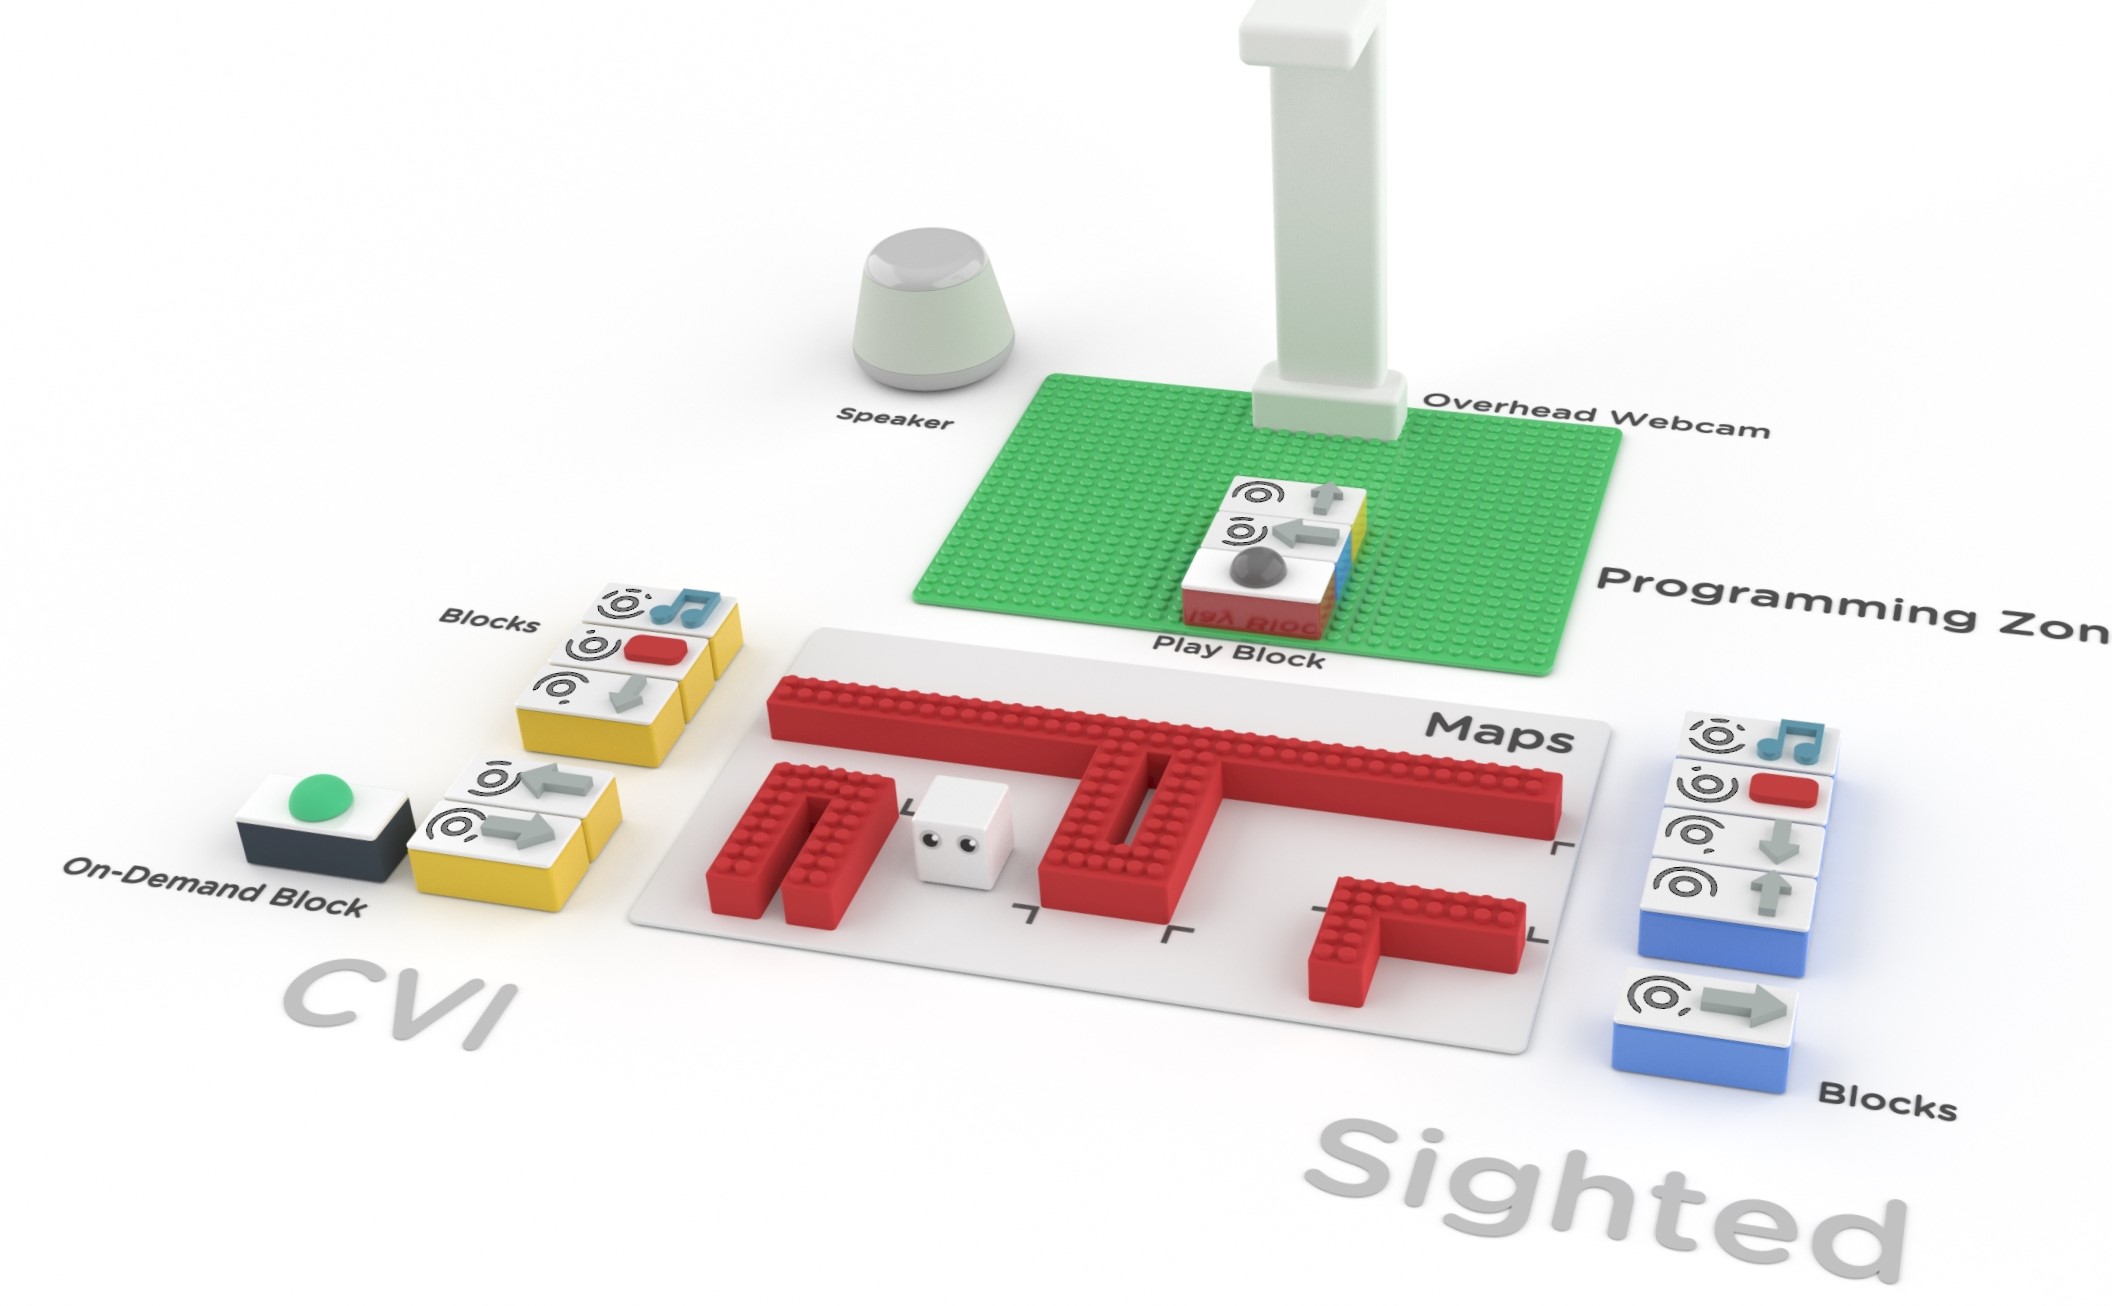 Speaker
Overhead Webcam
Programming Zon
Blocks
Play Block
Maps
On-Demand Block
CVI
Blocks
Sighted